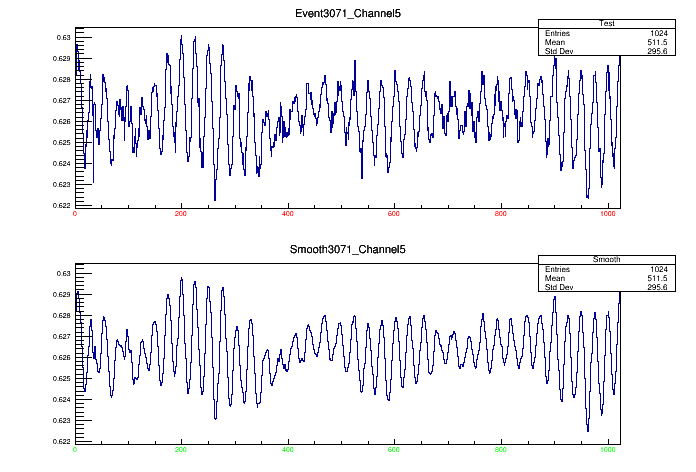 Event3071_Channel5
Test
Entries 1024
Mean 511.5
Std Dev 295.6
0.63
0.629
0.628
0.627
0.626
0.625
0.624
0.623
0.622
0 200 400 600 800 1000
Smooth3071_Channel5
Smooth
Entries 1024
Mean 511.5
Std Dev 295.6
0.63
0.629
0.628
0.627
0.626
0.625
0.624
0.623
0.622
0 200 400 600 800 1000